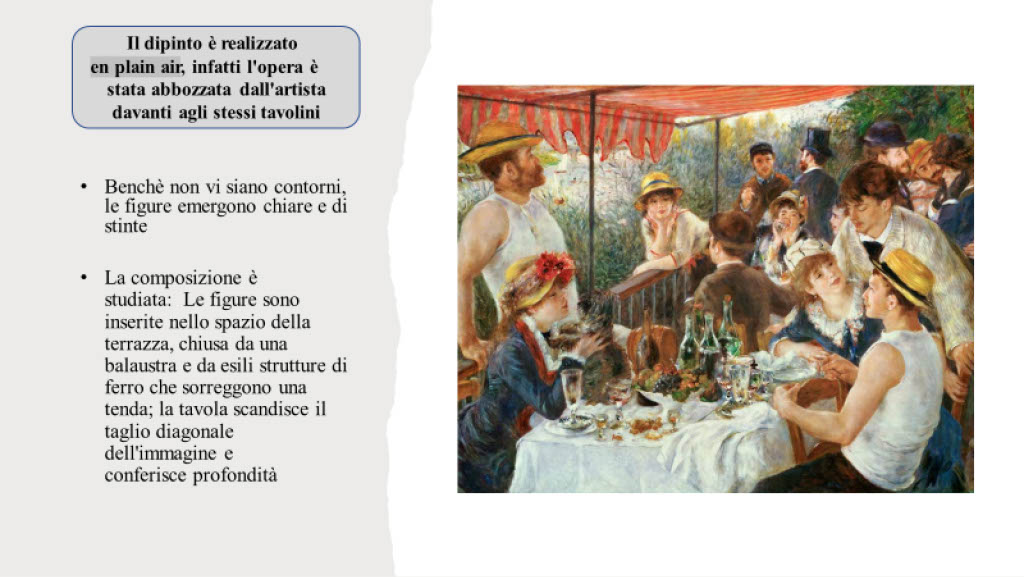 Il dipinto è realizzato
en plain air, infatti l'opera è
stata abbozzata dall'artista
davanti agli stessi tavolini
• Benchè non vi siano contorni,
le figure emergono chiare e di
stinte
• La composizione è
studiata: Le figure sono
inserite nello spazio della
terrazza, chiusa da una
balaustra e da esili strutture di
ferro che sorreggono una
tenda; la tavola scandisce il
taglio diagonale
dell'immagine e
conferisce profondità